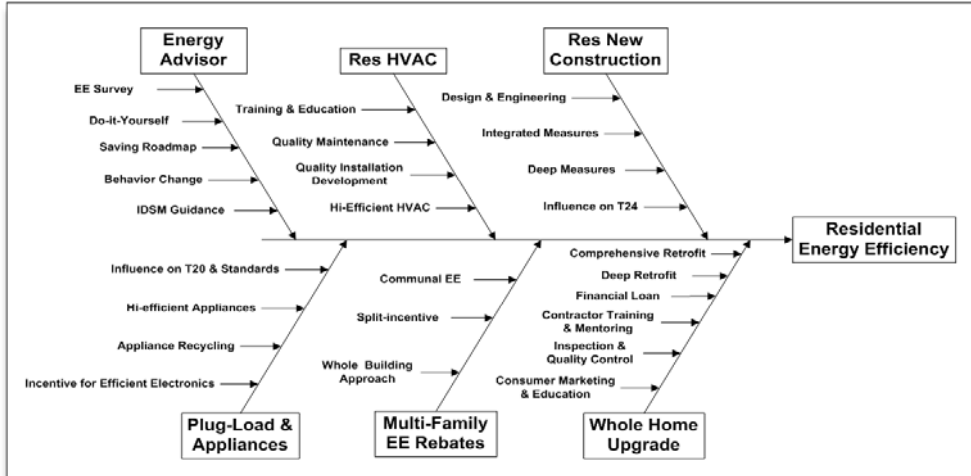 Energy
Advisor
Res HVAC
Res New
Construction
EE Survey
Do-it-Yourself
Saving Roadmap
Behavior Change
IDSM Guidance
Training & Education
Quality Maintenance
Quality Installation
Development
Hi-Efficient HVAC
Design & Engineering
Integrated Measures
Deep Measures
Influence on T24
Residential
Energy Efficiency
Influence on T20 & Standards
Hi-efficient Appliances
Appliance Recycling
Incentive for Efficient Electronics
Communal EE
Split-incentive
Whole Building
Approach
Comprehensive Retrofit
Deep Retrofit
Financial Loan
Contractor Training
& Mentoring
Inspection &
Quality Control
Consumer Marketing
& Education
Plug-Load &
Appliances
Multi-Family
EE Rebates
Whole Home
Upgrade